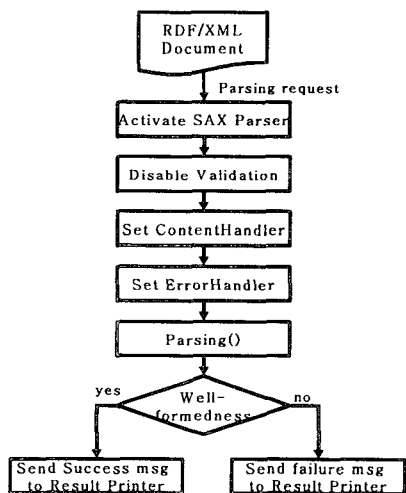 RDF/XML
Document
Parsing request
Activate SAX Parser
Disable Validation
Set ContentHandler
Set ErrorHandler
Parsing()
yes
Well-
formedness
no
Send Success msg
to Result Printer
Send failure msg
to Result Printer